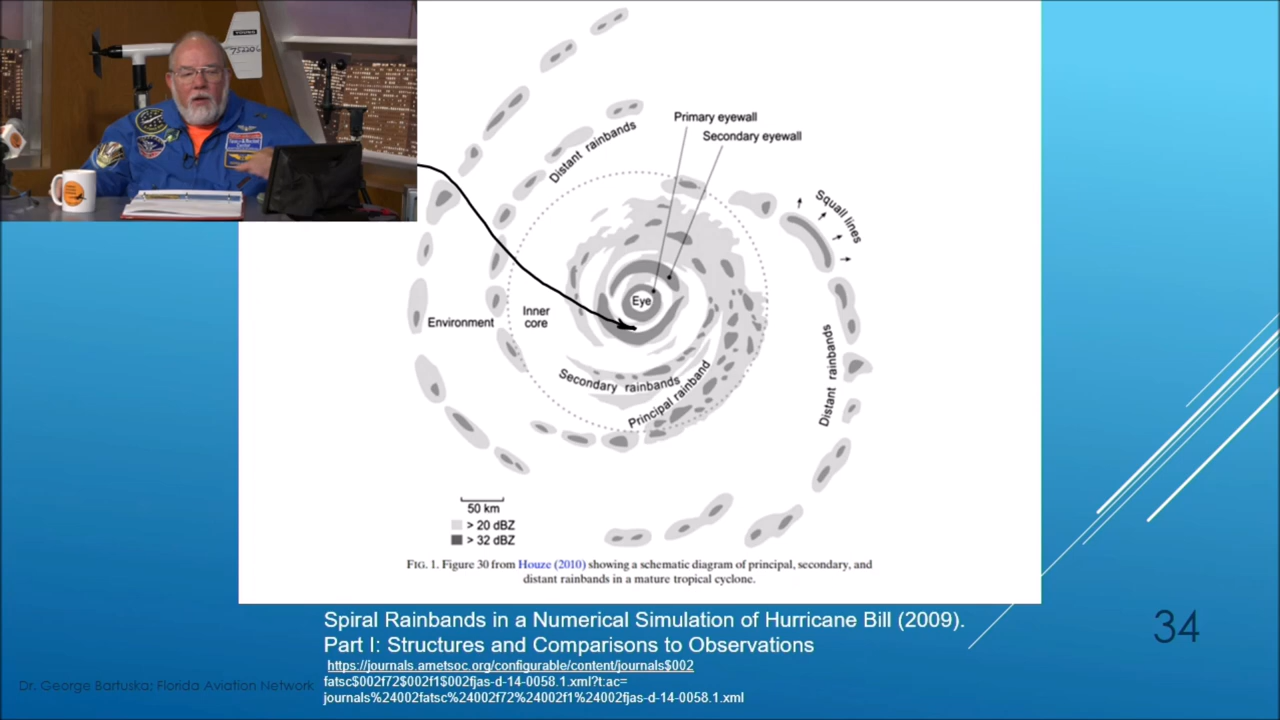 YOUNG
Primary eyewall
Secondary eyewall
Distant rainbands
Squall lines
Eye
Inner
core
Environment
Distant rainbands
Secondary rainbands
Principal rainband
50 km
> 20 dBZ
> 32 dBZ
FIG. 1. Figure 30 from Houze (2010) showing a schematic diagram of principal, secondary, and
distant rainbands in a mature tropical cyclone.
Spiral Rainbands in a Numerical Simulation of Hurricane Bill (2009).
Part I: Structures and Comparisons to Observations
https://journals.ametsoc.org/configurable/content/journals$002
fatsc$002f72$002f1$002fjas-d-14-0058.1.xml?t:ac=
journals%24002fatsc%24002f72%24002f1%24002fjas-d-14-0058.1.xml
34
Dr. George Bartuska; Florida Aviation Network